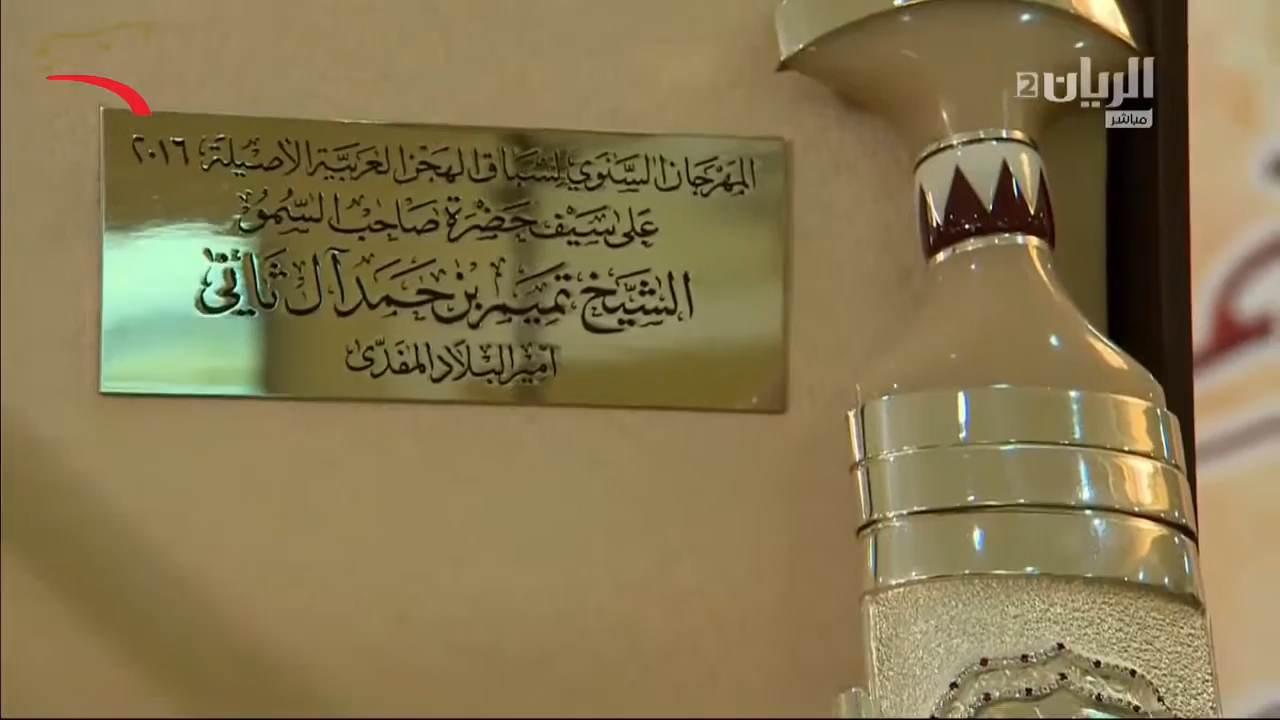 الريان 2
مباشر
المهرجان السنوي لسباق الهجن العربية الأصيلة، ٢٠١٦
على سيف حضرة صاحب السمو
الشيخ تميم بن حمد آل ثاني
أمير البلاد المفدى